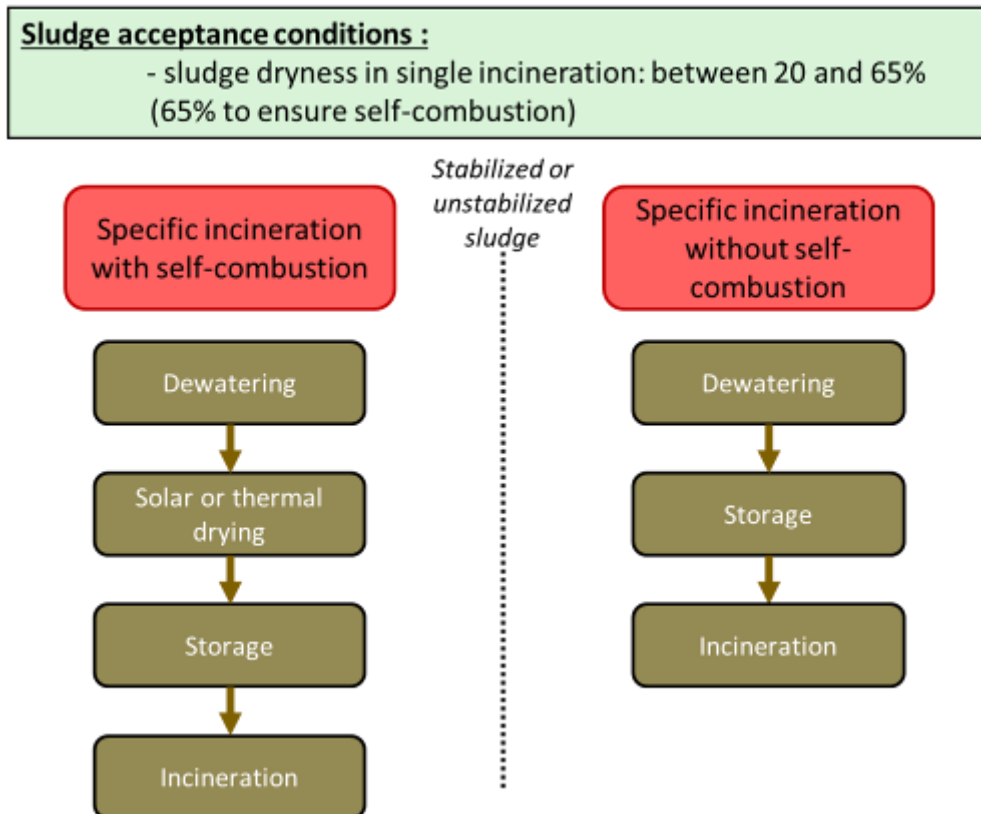 Sludge acceptance conditions :
- sludge dryness in single incineration: between 20 and 65%
(65% to ensure self-combustion)
Stabilized or
unstabilized
sludge
Specific incineration
with self-combustion
Dewatering
Solar or thermal
drying
Storage
Incineration
Specific incineration
without self-
combustion
Dewatering
Storage
Incineration